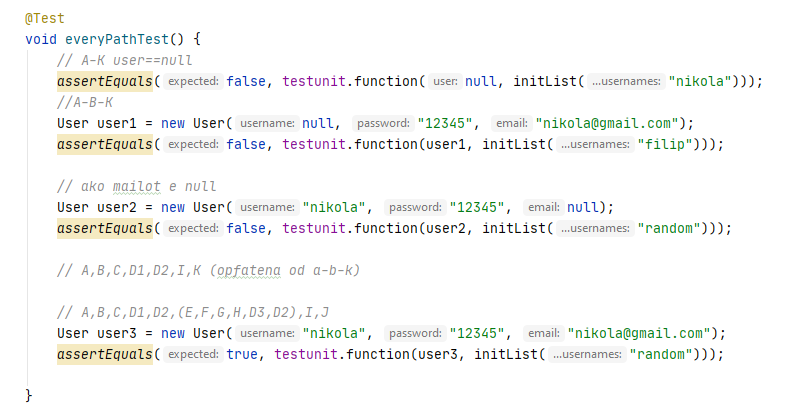 @Test
void everyPathTest() {
// A-K user==null
assertEquals( expected: false, testunit.function( user: null, initList( ...usernames: "nikola")));
//A-B-K
User user1 = new User( username: null, password: "12345", email: "nikola@gmail.com");
assertEquals( expected: false, testunit.function(user1, initList( ...usernames: "filip")));
// ako mailot e null
User user2 = new User( username: "nikola", password: "12345", email: null);
assertEquals( expected: false, testunit.function(user2, initList( ...usernames: "random")));
// A,B,C,D1,D2,I,K (opfatena od a-b-k)
// A,B,C,D1,D2,(E,F,G,H,D3,D2),I,J
User user3 = new User( username: "nikola", password: "12345", email: "nikola@gmail.com");
assertEquals( expected: true, testunit.function(user3, initList( ...usernames: "random")));
}